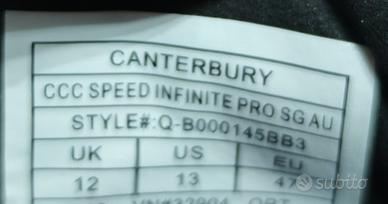 CANTERBURY
CCC SPEED INFINITE PRO SG AU
STYLE#:Q-B000145BB3
UK US EU
12 13 47
subito